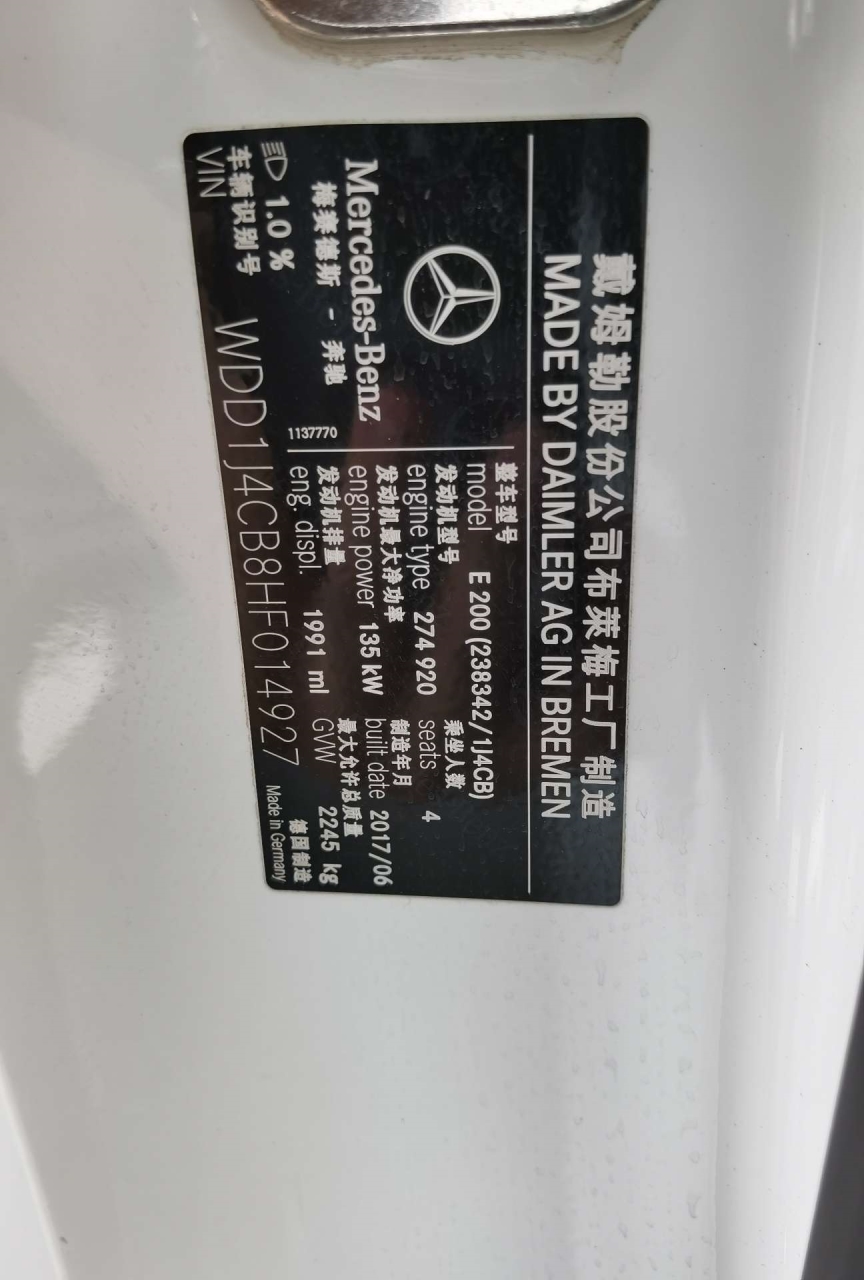 戴姆勒股份公司布莱梅工厂制造
MADE BY DAIMLER AG IN BREMEN
Mercedes-Benz
梅赛德斯 - 奔驰
1137770
整车型号
model E 200 (238342/1J4CB)
发动机型号 乘坐人数
engine type 274 920 seats 4
发动机最大净功率 制造年月
engine power 135 kW built date 2017/06
发动机排量 最大允许总质量
eng. displ. 1991 ml GVW 2245 kg
1.0 %
车辆识别号 德国制造
VIN WDD1J4CB8HF014927 Made in Germany